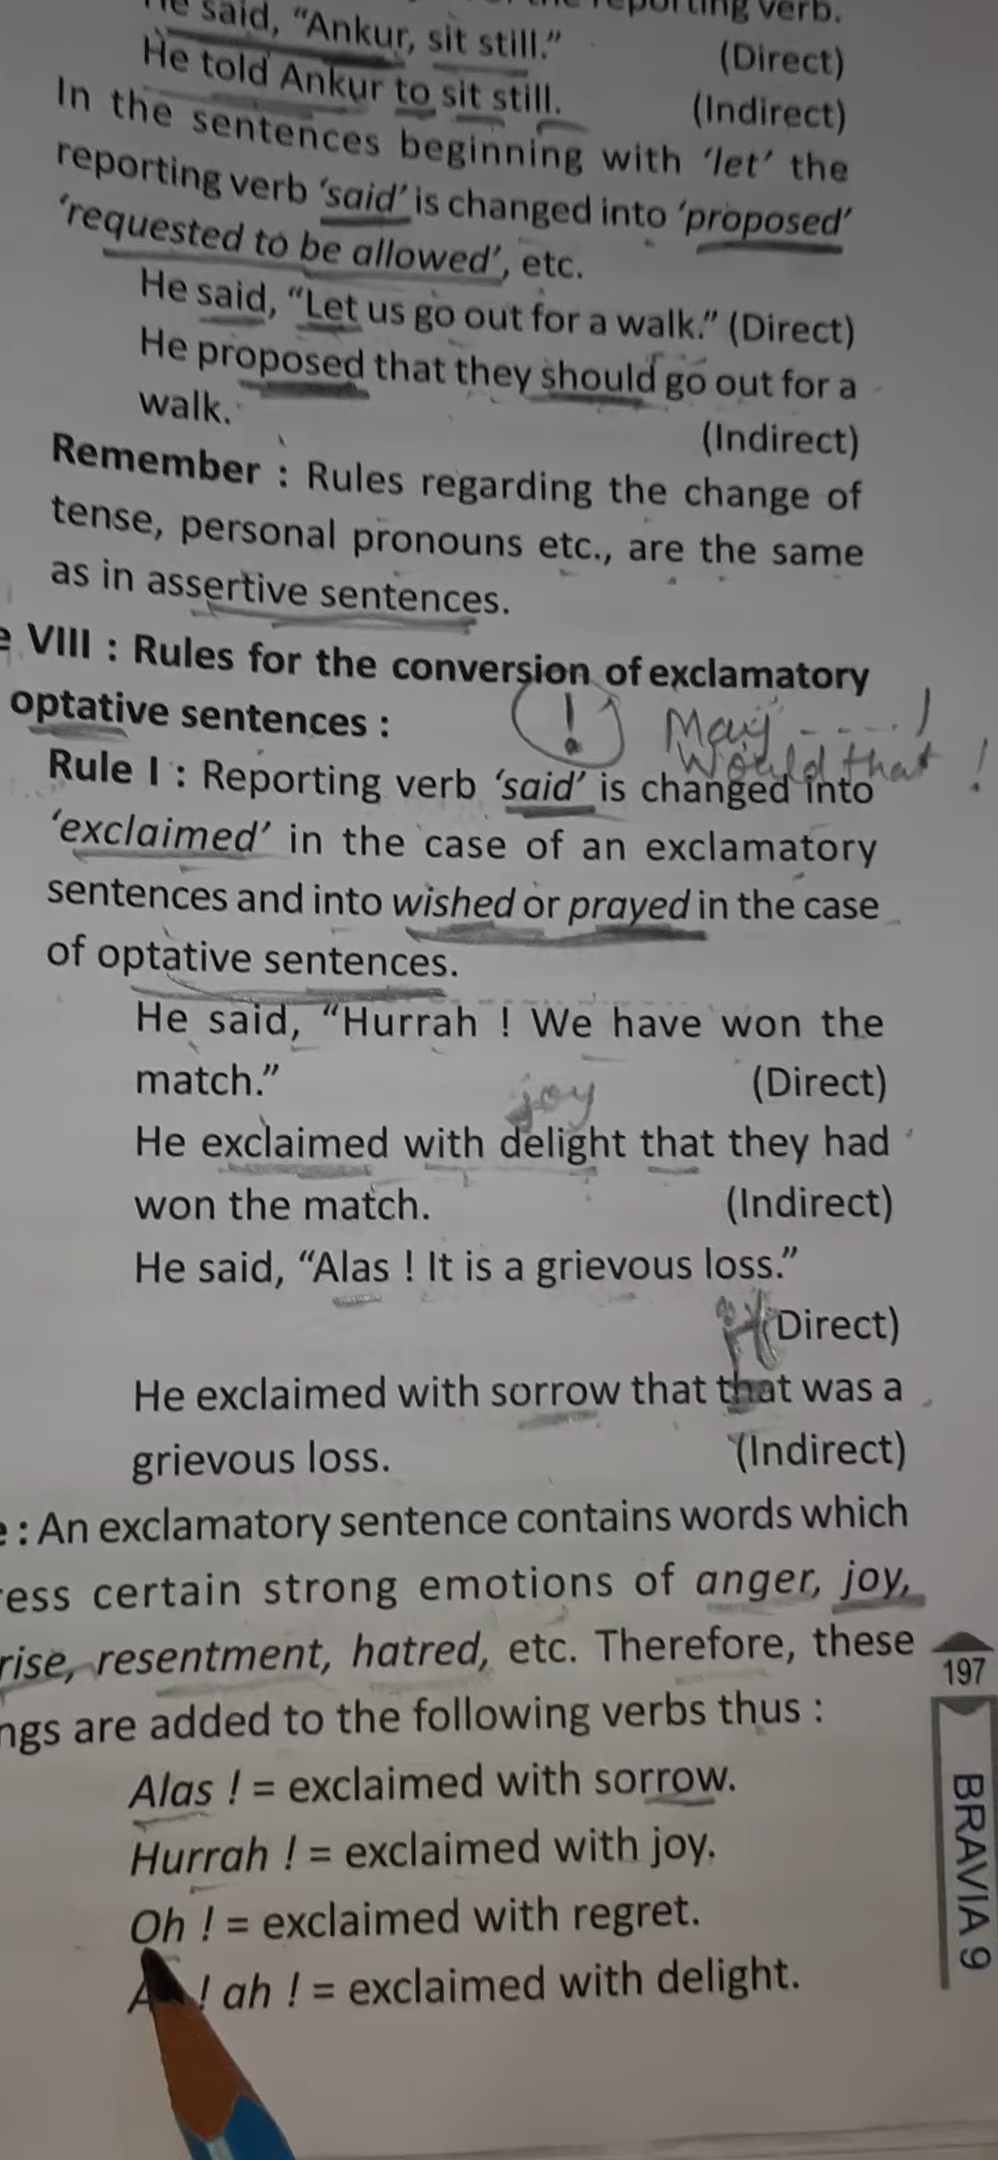 said, "Ankur, sit still." (Direct)
He told Ankur to sit still. (Indirect)
In the sentences beginning with 'let' the
reporting verb 'said' is changed into 'proposed'
'requested to be allowed', etc.
He said, "Let us go out for a walk." (Direct)
He proposed that they should go out for a
walk. (Indirect)
Remember : Rules regarding the change of
tense, personal pronouns etc., are the same
as in assertive sentences.
e VIII : Rules for the conversion of exclamatory
optative sentences :
! May ----!
Would that !
Rule I : Reporting verb 'said' is changed into
'exclaimed' in the case of an exclamatory
sentences and into wished or prayed in the case
of optative sentences.
He said, "Hurrah ! We have won the
match." (Direct)
joy
He exclaimed with delight that they had
won the match. (Indirect)
He said, "Alas ! It is a grievous loss."
it (Direct)
He exclaimed with sorrow that that was a
grievous loss. (Indirect)
e : An exclamatory sentence contains words which
ress certain strong emotions of anger, joy,
rise, resentment, hatred, etc. Therefore, these
ngs are added to the following verbs thus :
Alas ! = exclaimed with sorrow.
Hurrah ! = exclaimed with joy.
Oh ! = exclaimed with regret.
! ah ! = exclaimed with delight.
197
BRAVIA 9